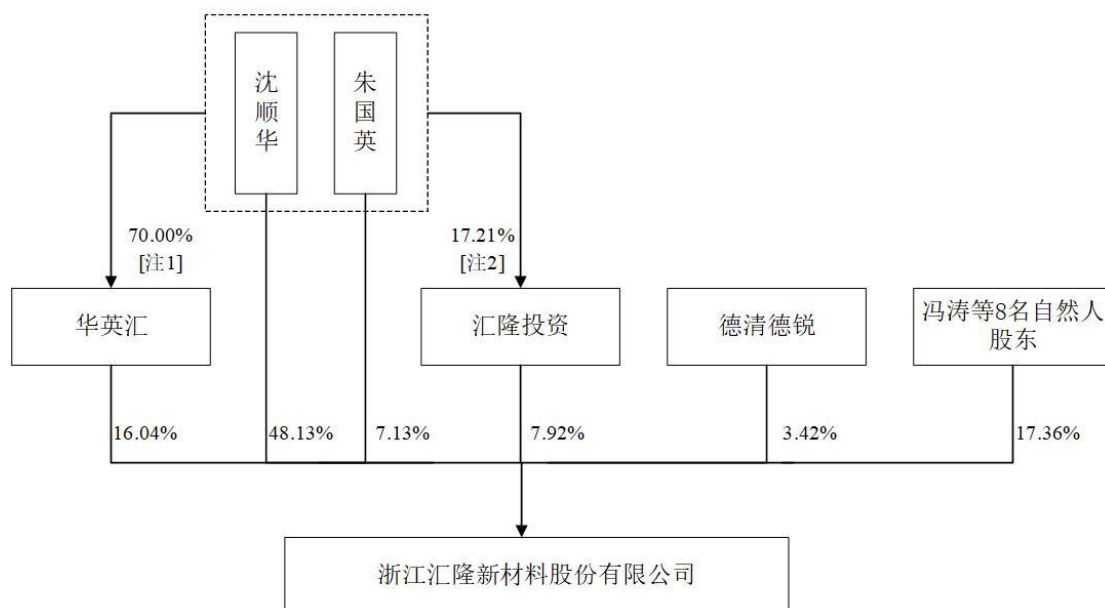 沈顺华
朱国英
70.00%
[注1]
17.21%
[注2]
华英汇
汇隆投资
德清德锐
冯涛等8名自然人
股东
16.04%
48.13%
7.13%
7.92%
3.42%
17.36%
浙江汇隆新材料股份有限公司